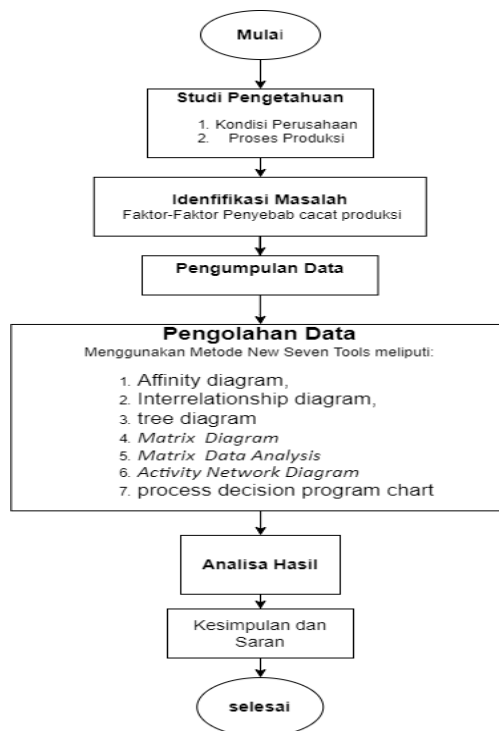 Mulai
Studi Pengetahuan
1. Kondisi Perusahaan
2. Proses Produksi
Idenfifikasi Masalah
Faktor-Faktor Penyebab cacat produksi
Pengumpulan Data
Pengolahan Data
Menggunakan Metode New Seven Tools meliputi:
1. Affinity diagram,
2. Interrelationship diagram,
3. tree diagram
4. Matrix Diagram
5. Matrix Data Analysis
6. Activity Network Diagram
7. process decision program chart
Analisa Hasil
Kesimpulan dan
Saran
selesai